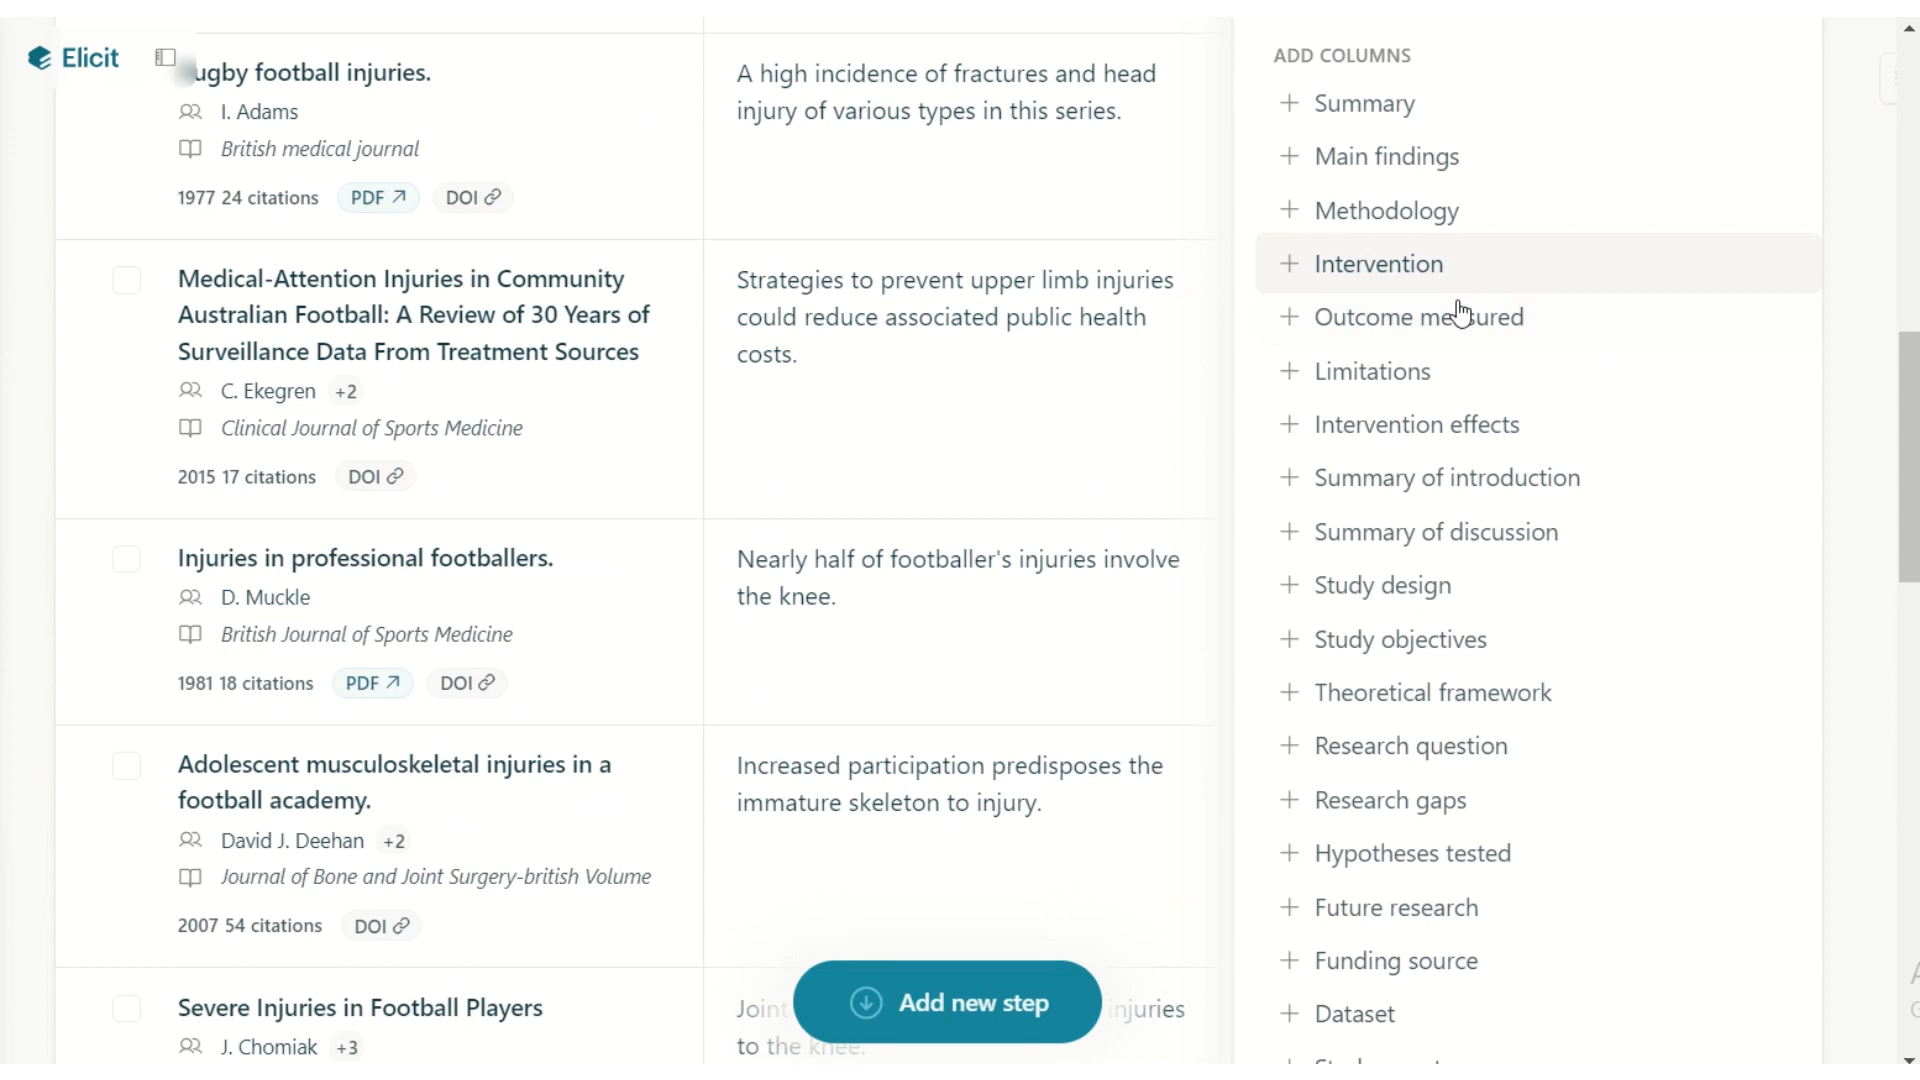 Elicit
ugby football injuries.
I. Adams
British medical journal
1977 24 citations PDF DOI
A high incidence of fractures and head
injury of various types in this series.
Medical-Attention Injuries in Community
Australian Football: A Review of 30 Years of
Surveillance Data From Treatment Sources
C. Ekegren +2
Clinical Journal of Sports Medicine
2015 17 citations DOI
Strategies to prevent upper limb injuries
could reduce associated public health
costs.
Injuries in professional footballers.
D. Muckle
British Journal of Sports Medicine
1981 18 citations PDF DOI
Nearly half of footballer's injuries involve
the knee.
Adolescent musculoskeletal injuries in a
football academy.
David J. Deehan +2
Journal of Bone and Joint Surgery-british Volume
2007 54 citations DOI
Increased participation predisposes the
immature skeleton to injury.
Severe Injuries in Football Players
J. Chomiak +3
Joint injuries
to the knee.
Add new step
ADD COLUMNS
+ Summary
+ Main findings
+ Methodology
+ Intervention
+ Outcome measured
+ Limitations
+ Intervention effects
+ Summary of introduction
+ Summary of discussion
+ Study design
+ Study objectives
+ Theoretical framework
+ Research question
+ Research gaps
+ Hypotheses tested
+ Future research
+ Funding source
+ Dataset